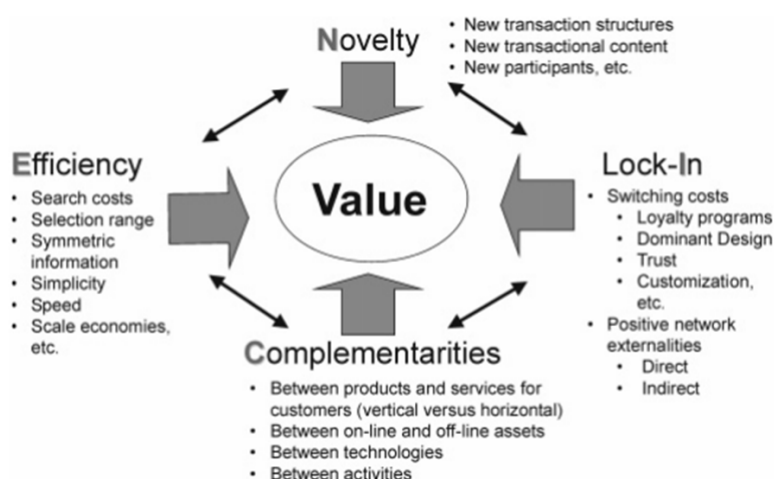 Novelty
• New transaction structures
• New transactional content
• New participants, etc.
Efficiency
• Search costs
• Selection range
• Symmetric
information
• Simplicity
• Speed
• Scale economies,
etc.
Value
Lock-In
• Switching costs
• Loyalty programs
• Dominant Design
• Trust
• Customization,
etc.
• Positive network
externalities
• Direct
• Indirect
Complementarities
• Between products and services for
customers (vertical versus horizontal)
• Between on-line and off-line assets
• Between technologies
• Between activities